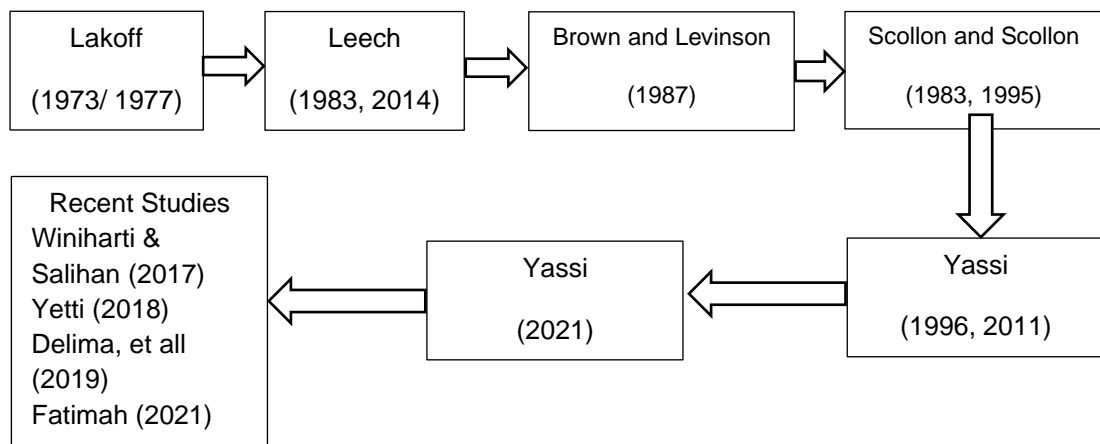 Lakoff
(1973/ 1977)
Leech
(1983, 2014)
Brown and Levinson
(1987)
Scollon and Scollon
(1983, 1995)
Yassi
(1996, 2011)
Yassi
(2021)
Recent Studies
Winiharti &
Salihan (2017)
Yetti (2018)
Delima, et all
(2019)
Fatimah (2021)